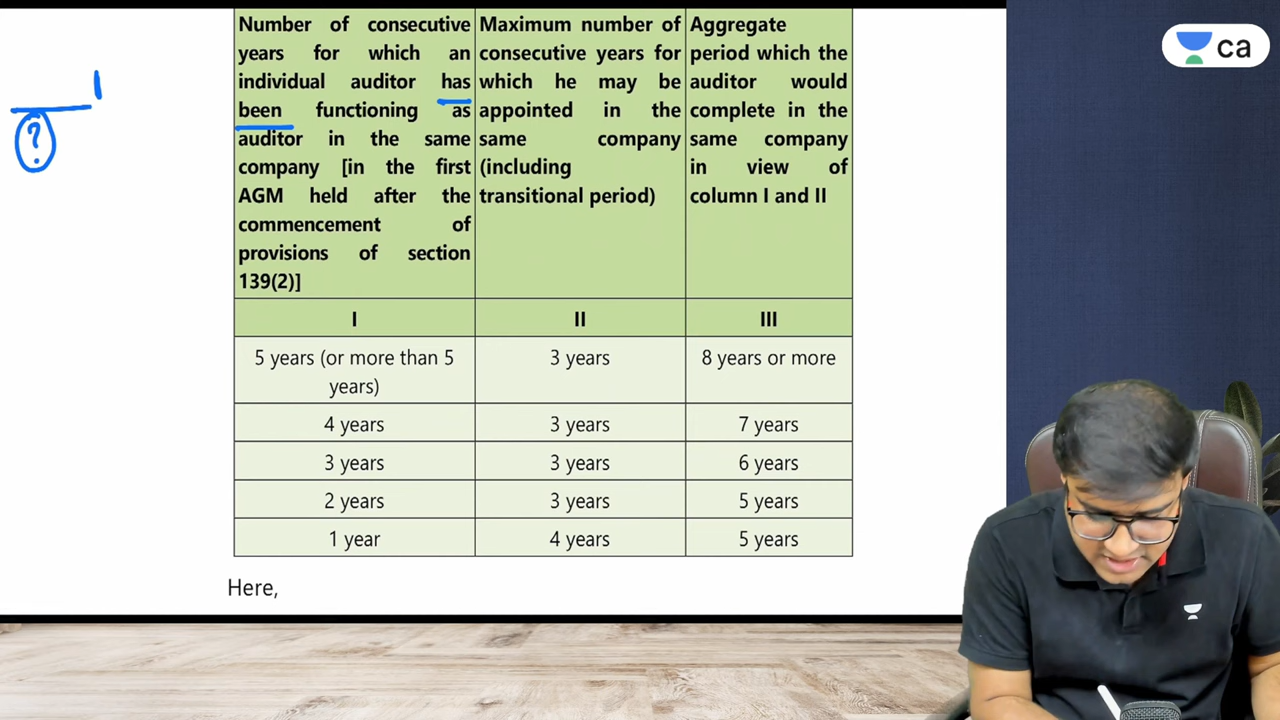 Number of consecutive
years for which an
individual auditor has
been functioning as
auditor in the same
company [in the first
AGM held after the
commencement of
provisions of section
139(2)]
Maximum number of
consecutive years for
which he may be
appointed in the
same company
(including
transitional period)
Aggregate
period which the
auditor would
complete in the
same company
in view of
column I and II
I II III
5 years (or more than 5
years)
3 years
8 years or more
4 years 3 years 7 years
3 years 3 years 6 years
2 years 3 years 5 years
1 year 4 years 5 years
Here,
1
?
ca